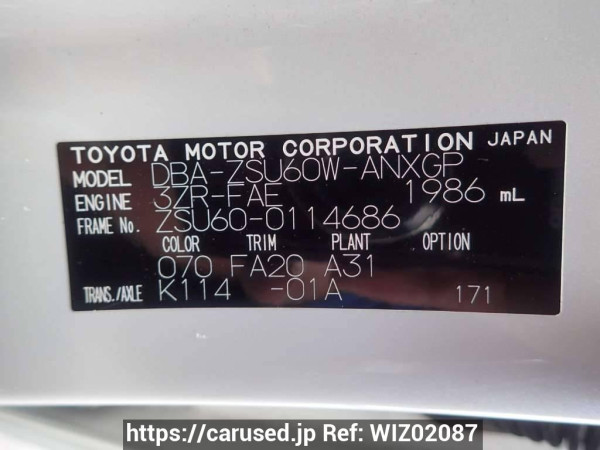 TOYOTA MOTOR CORPORATION JAPAN
MODEL DBA-ZSU60W-ANXGP
ENGINE 3ZR-FAE 1986 mL
FRAME No. ZSU60-0114686
COLOR TRIM PLANT OPTION
070 FA20 A31
TRANS./AXLE K114 -01A 171
https://carused.jp Ref: WIZ02087